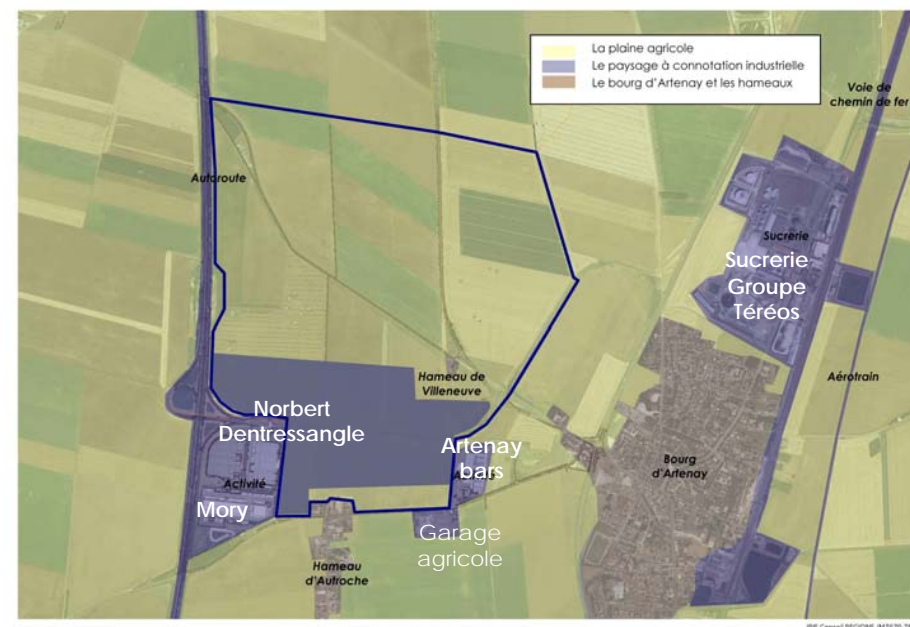 La plaine agricole
Le paysage à connotation industrielle
Le bourg d'Artenay et les hameaux
Voie de
chemin de fer
Autoroute
Sucrerie
Sucrerie
Groupe
Téréos
Hameau de
Villeneuve
Aérotrain
Norbert
Dentressangle
Artenay
bars
Bourg
d'Artenay
Activité
Mory
Garage
agricole
Hameau
d'Autroche